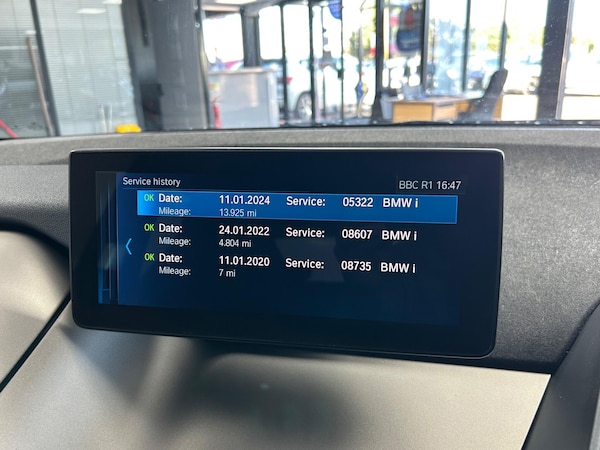 Service history BBC R1 16:47
OK Date: 11.01.2024 Service: 05322 BMW i
Mileage: 13.925 mi
OK Date: 24.01.2022 Service: 08607 BMW i
Mileage: 4.804 mi
OK Date: 11.01.2020 Service: 08735 BMW i
Mileage: 7 mi